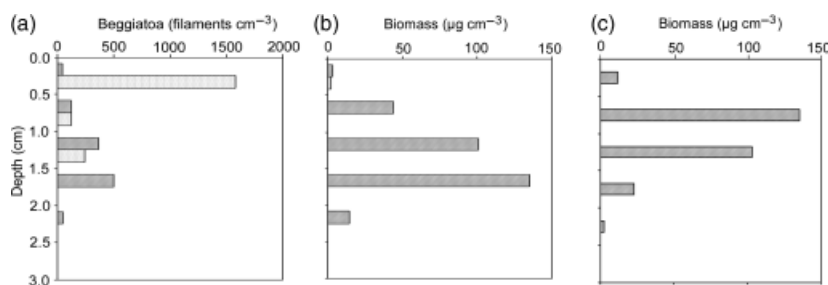 (a) Beggiatoa (filaments cm⁻³)
0 500 1000 1500 2000
Depth (cm)
0.0
0.5
1.0
1.5
2.0
2.5
3.0
(b) Biomass (µg cm⁻³)
0 50 100 150
(c) Biomass (µg cm⁻³)
0 50 100 150